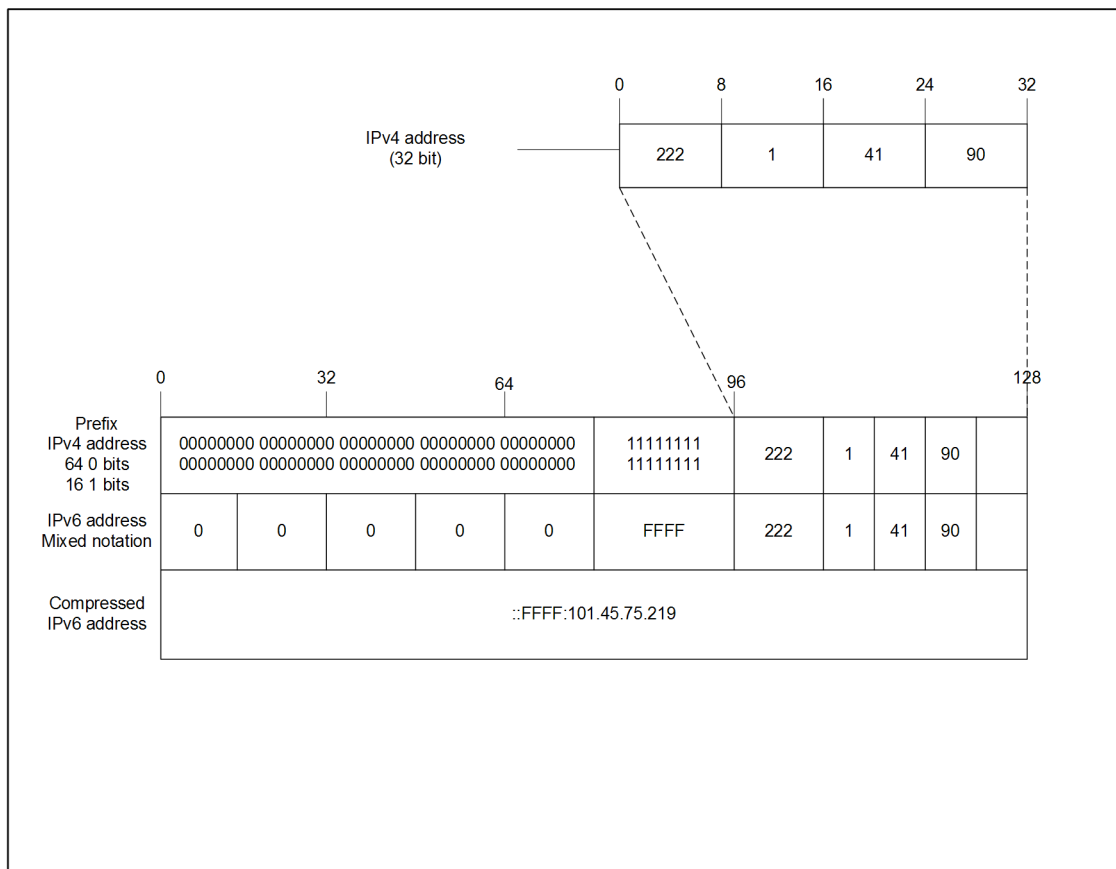 0 8 16 24 32
IPv4 address
(32 bit)
222 1 41 90
0 32 64 96 128
Prefix
IPv4 address
64 0 bits
16 1 bits
00000000 00000000 00000000 00000000 00000000
00000000 00000000 00000000 00000000 00000000
11111111
11111111
222 1 41 90
IPv6 address
Mixed notation
0 0 0 0 0 FFFF 222 1 41 90
Compressed
IPv6 address
::FFFF:101.45.75.219